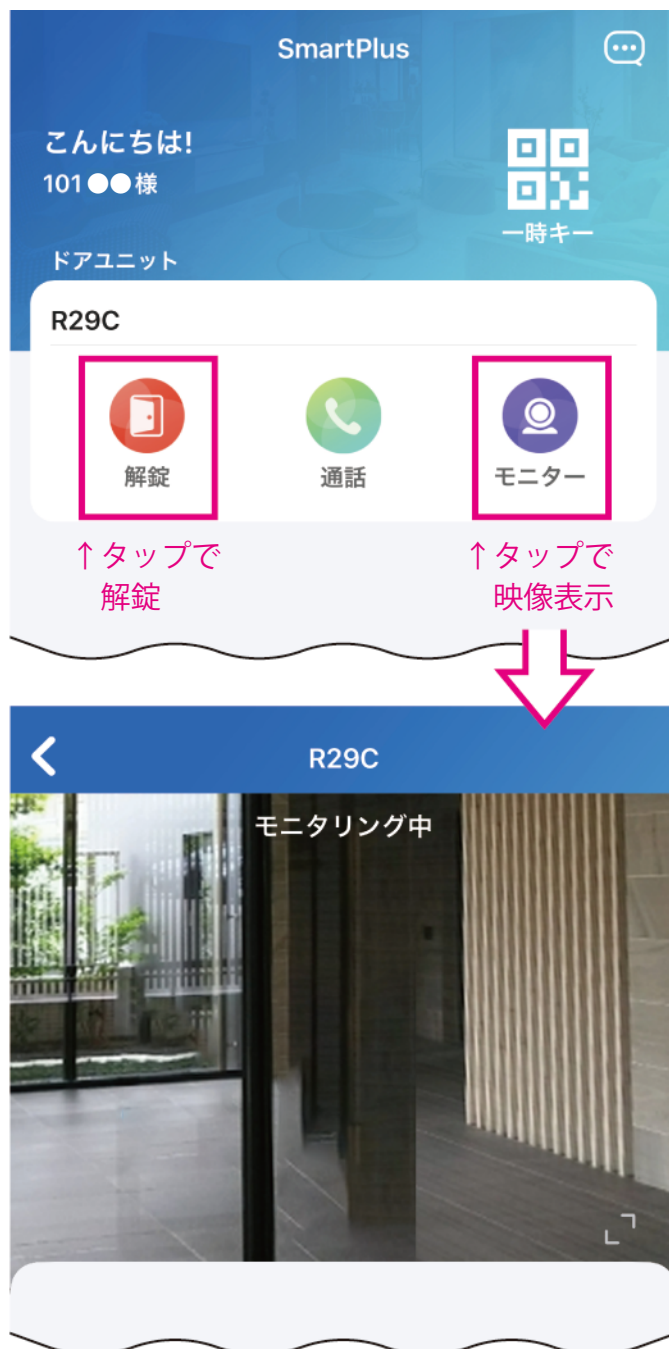 SmartPlus
こんにちは!
101●●様
一時キー
ドアユニット
R29C
解錠
通話
モニター
↑タップで
解錠
↑タップで
映像表示
R29C
モニタリング中